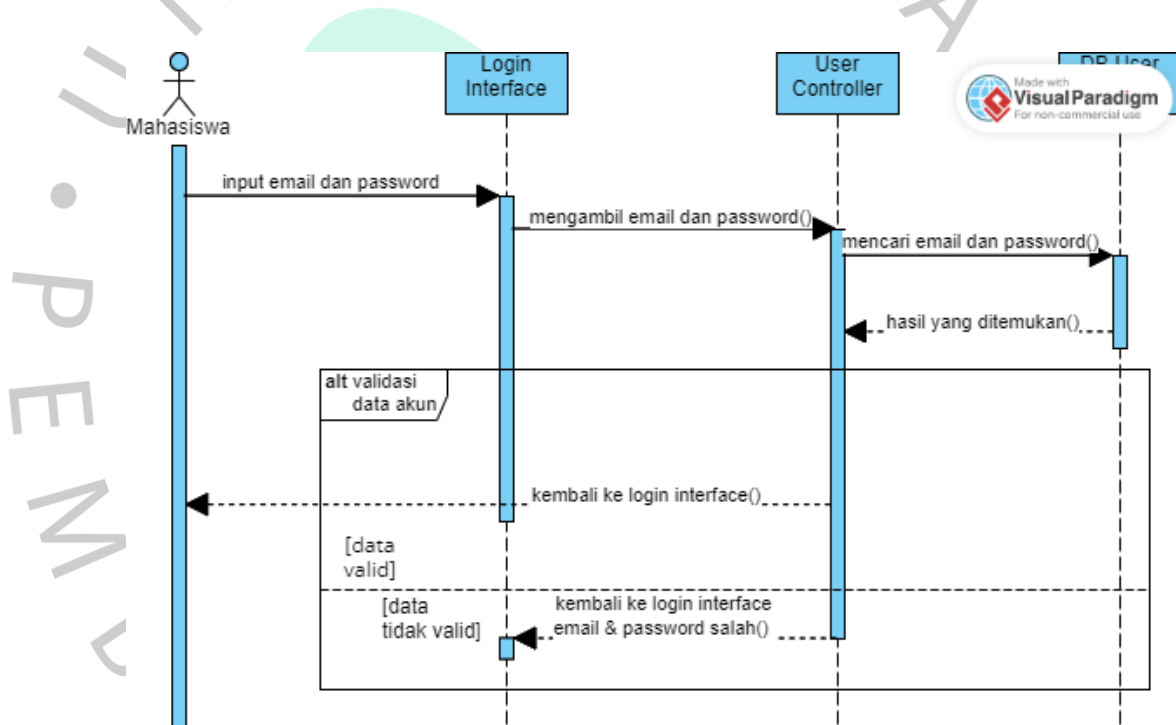 Login
Interface
User
Controller
DB User
Made with
Visual Paradigm
For non-commercial use
Mahasiswa
input email dan password
mengambil email dan password()
mencari email dan password()
hasil yang ditemukan()
alt validasi
data akun
kembali ke login interface()
[data
valid]
[data
tidak valid]
kembali ke login interface
email & password salah()
P E M
A